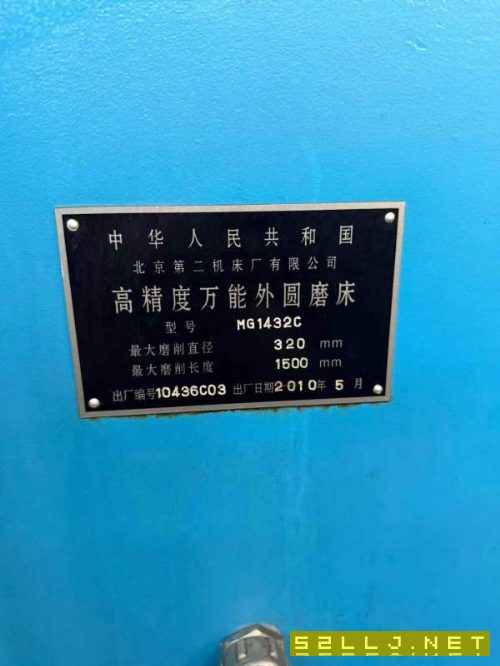 中华人民共和国
北京第二机床厂有限公司
高精度万能外圆磨床
型号 MG1432C
最大磨削直径 320 mm
最大磨削长度 1500 mm
出厂编号10436C03 出厂日期2010年5月
52LLJ.NET